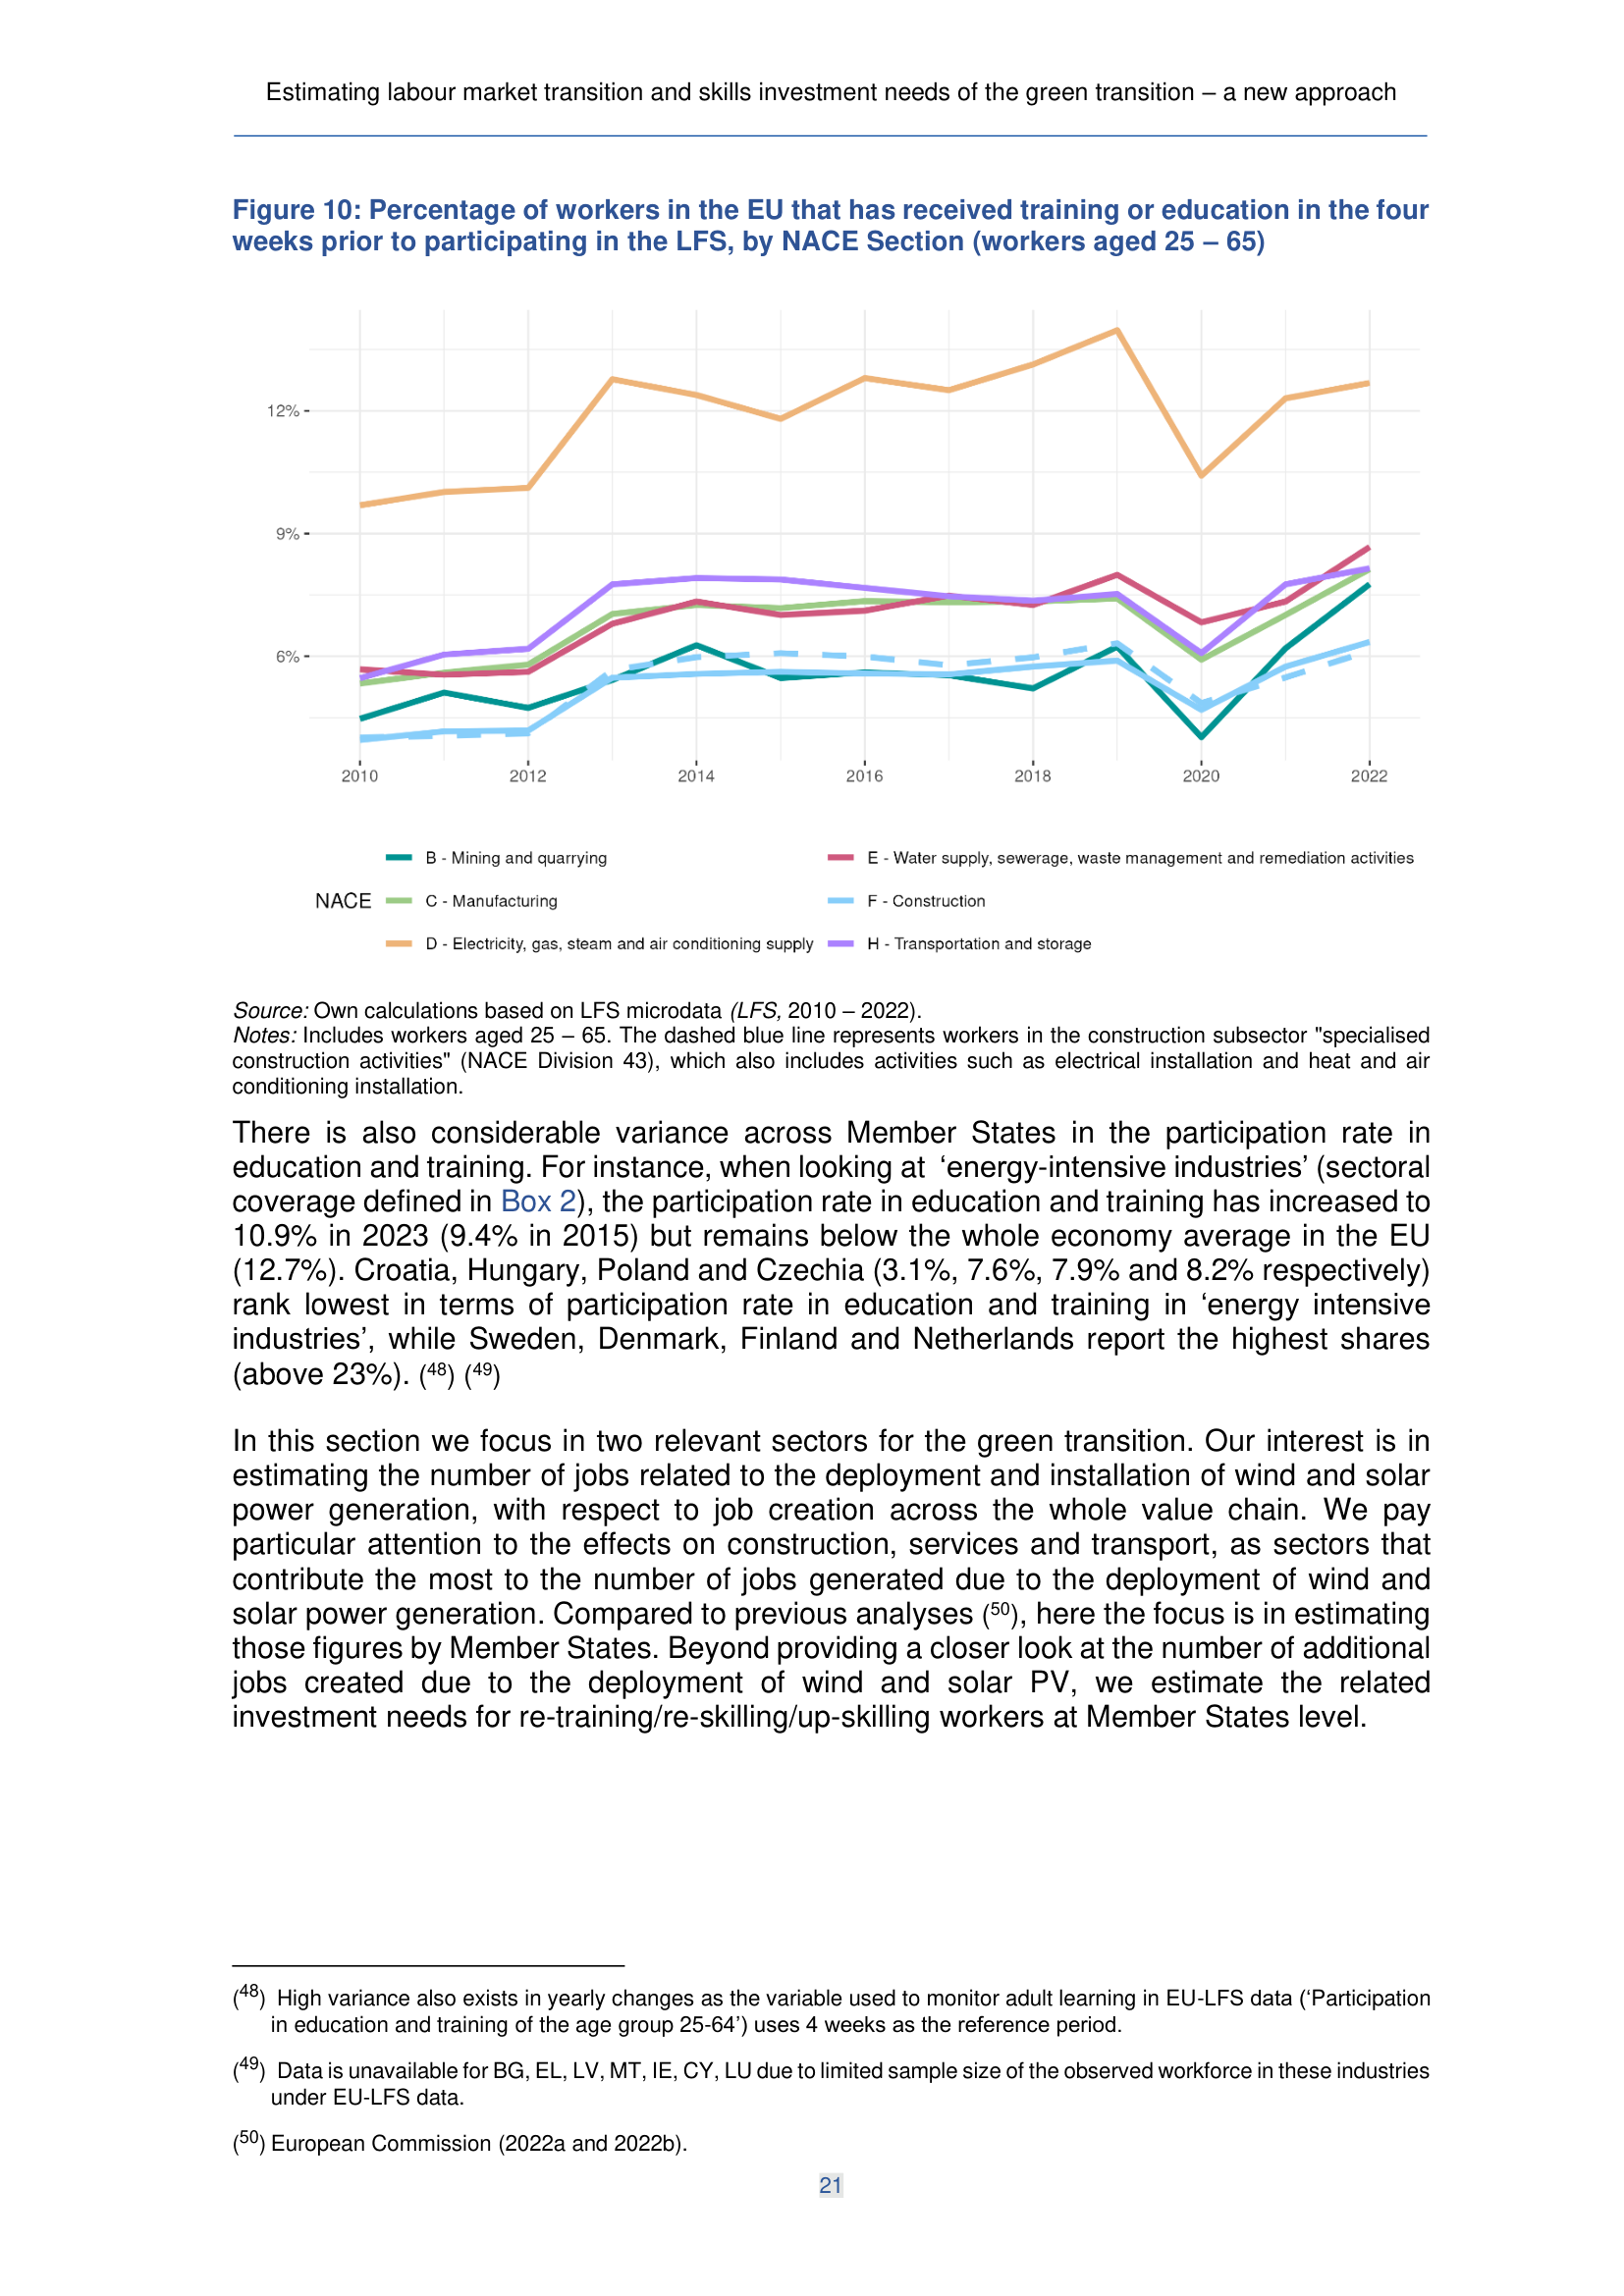 Estimating labour market transition and skills investment needs of the green transition – a new approach
Figure 10: Percentage of workers in the EU that has received training or education in the four
weeks prior to participating in the LFS, by NACE Section (workers aged 25 – 65)
12%
9%
6%
2010 2012 2014 2016 2018 2020 2022
NACE
B - Mining and quarrying
C - Manufacturing
D - Electricity, gas, steam and air conditioning supply
E - Water supply, sewerage, waste management and remediation activities
F - Construction
H - Transportation and storage
Source: Own calculations based on LFS microdata (LFS, 2010 – 2022).
Notes: Includes workers aged 25 – 65. The dashed blue line represents workers in the construction subsector "specialised
construction activities" (NACE Division 43), which also includes activities such as electrical installation and heat and air
conditioning installation.
There is also considerable variance across Member States in the participation rate in
education and training. For instance, when looking at ‘energy-intensive industries’ (sectoral
coverage defined in Box 2), the participation rate in education and training has increased to
10.9% in 2023 (9.4% in 2015) but remains below the whole economy average in the EU
(12.7%). Croatia, Hungary, Poland and Czechia (3.1%, 7.6%, 7.9% and 8.2% respectively)
rank lowest in terms of participation rate in education and training in ‘energy intensive
industries’, while Sweden, Denmark, Finland and Netherlands report the highest shares
(above 23%). (48) (49)
In this section we focus in two relevant sectors for the green transition. Our interest is in
estimating the number of jobs related to the deployment and installation of wind and solar
power generation, with respect to job creation across the whole value chain. We pay
particular attention to the effects on construction, services and transport, as sectors that
contribute the most to the number of jobs generated due to the deployment of wind and
solar power generation. Compared to previous analyses (50), here the focus is in estimating
those figures by Member States. Beyond providing a closer look at the number of additional
jobs created due to the deployment of wind and solar PV, we estimate the related
investment needs for re-training/re-skilling/up-skilling workers at Member States level.
(48) High variance also exists in yearly changes as the variable used to monitor adult learning in EU-LFS data (‘Participation
in education and training of the age group 25-64’) uses 4 weeks as the reference period.
(49) Data is unavailable for BG, EL, LV, MT, IE, CY, LU due to limited sample size of the observed workforce in these industries
under EU-LFS data.
(50) European Commission (2022a and 2022b).
21